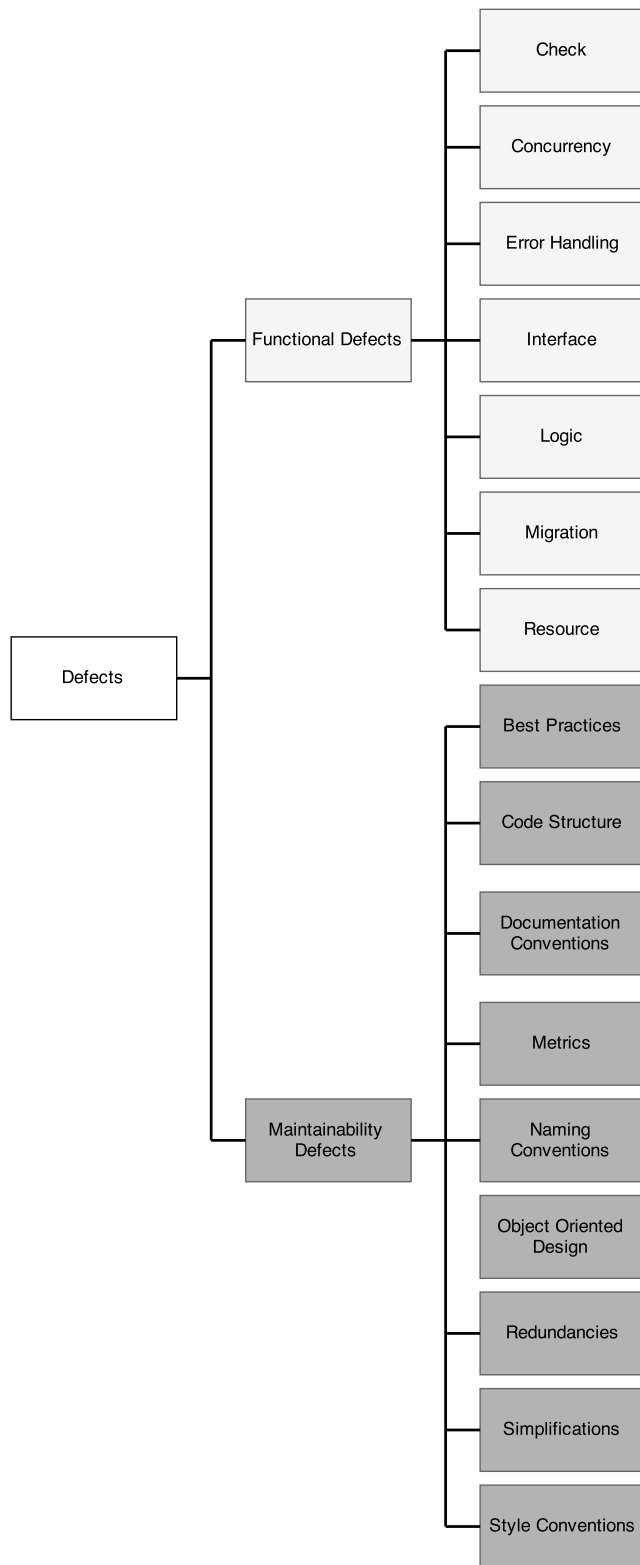 Check
Concurrency
Error Handling
Functional Defects
Interface
Logic
Migration
Resource
Defects
Best Practices
Code Structure
Documentation
Conventions
Metrics
Maintainability
Defects
Naming
Conventions
Object Oriented
Design
Redundancies
Simplifications
Style Conventions